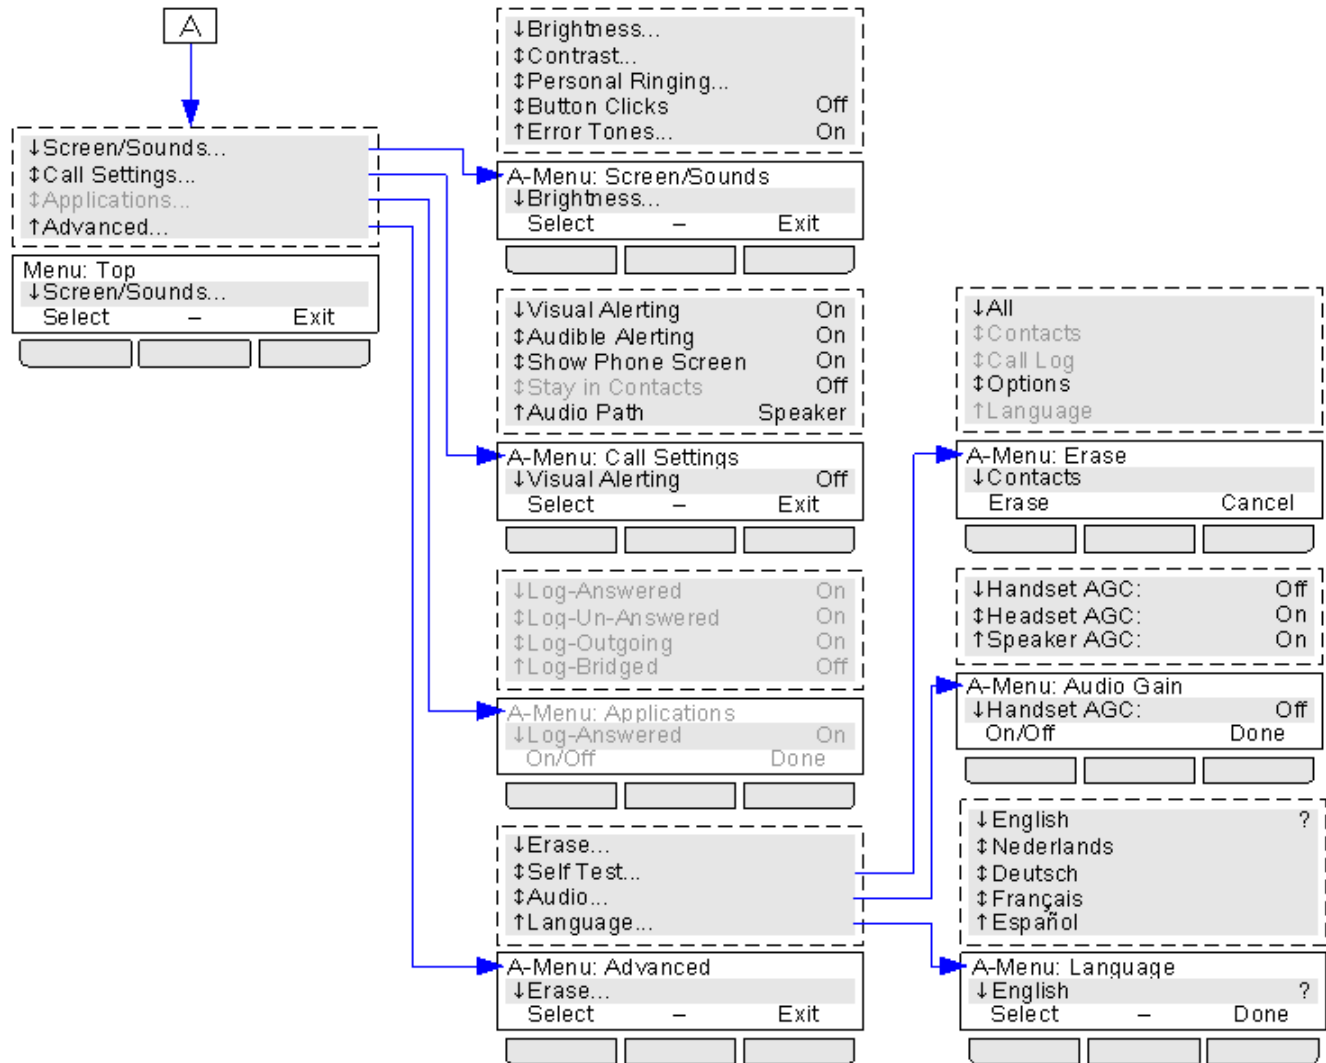 A
↓Screen/Sounds...
↕Call Settings...
↕Applications...
↑Advanced...
Menu: Top
↓Screen/Sounds...
Select – Exit
↓Brightness...
↕Contrast...
↕Personal Ringing...
↕Button Clicks Off
↑Error Tones... On
A-Menu: Screen/Sounds
↓Brightness...
Select – Exit
↓Visual Alerting On
↕Audible Alerting On
↕Show Phone Screen On
↕Stay in Contacts Off
↑Audio Path Speaker
A-Menu: Call Settings
↓Visual Alerting Off
Select – Exit
↓Log-Answered On
↕Log-Un-Answered On
↕Log-Outgoing On
↑Log-Bridged Off
A-Menu: Applications
↓Log-Answered On
On/Off Done
↓Erase...
↕Self Test...
↕Audio...
↑Language...
A-Menu: Advanced
↓Erase...
Select – Exit
↓All
↕Contacts
↕Call Log
↕Options
↑Language
A-Menu: Erase
↓Contacts
Erase Cancel
↓Handset AGC: Off
↕Headset AGC: On
↑Speaker AGC: On
A-Menu: Audio Gain
↓Handset AGC: Off
On/Off Done
↓English ?
↕Nederlands
↕Deutsch
↕Français
↑Español
A-Menu: Language
↓English ?
Select – Done